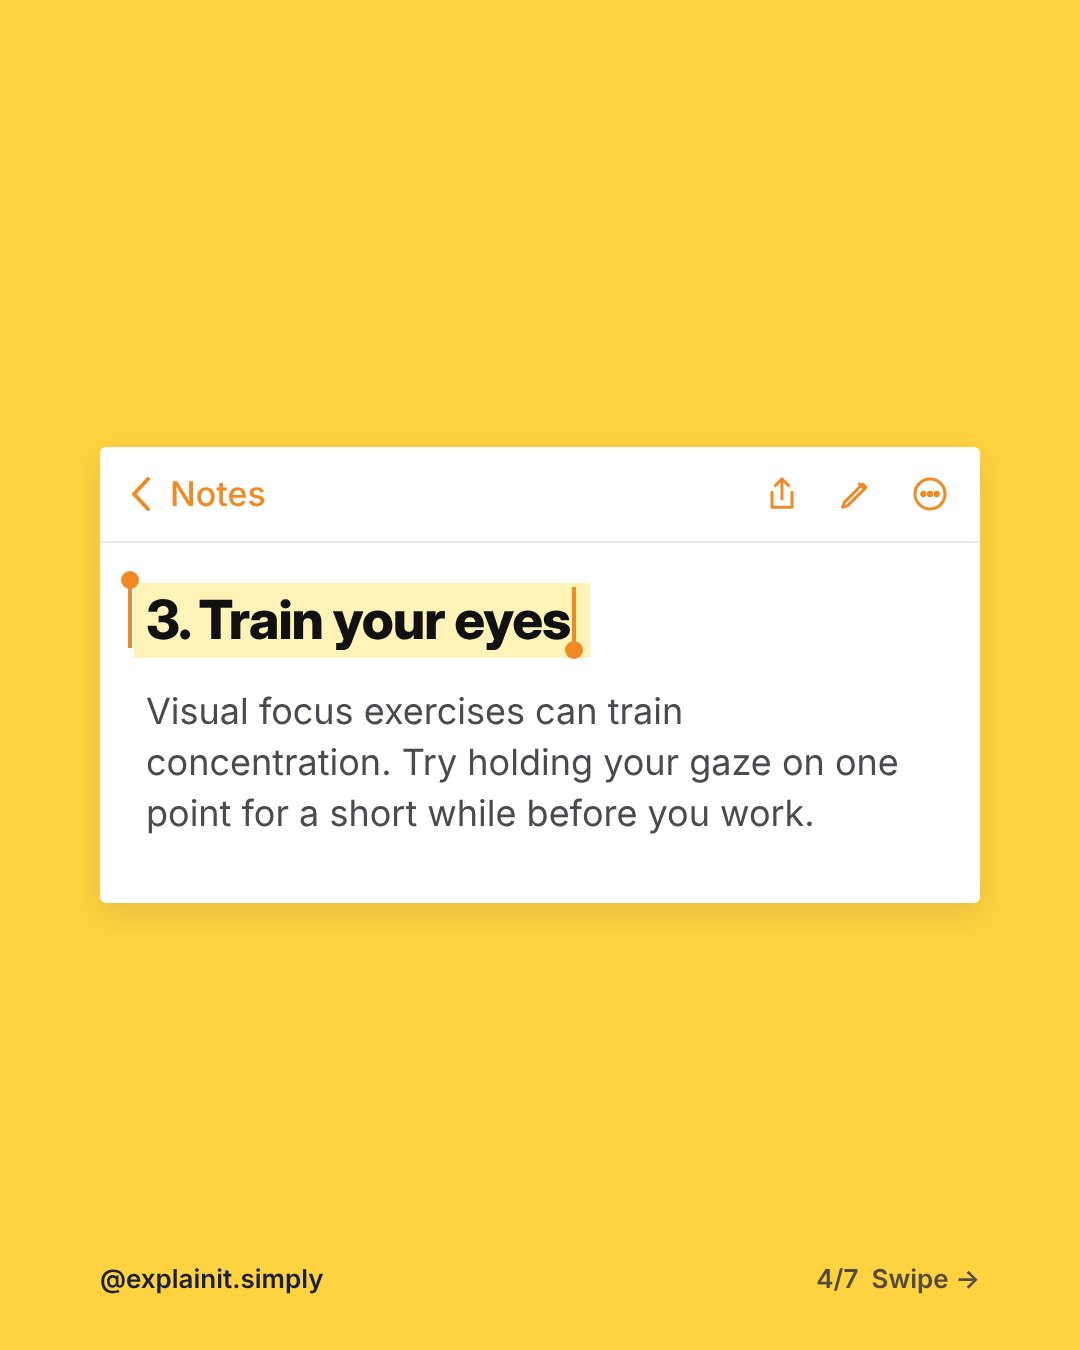 Notes
3. Train your eyes
Visual focus exercises can train
concentration. Try holding your gaze on one
point for a short while before you work.
@explainit.simply
4/7 Swipe →